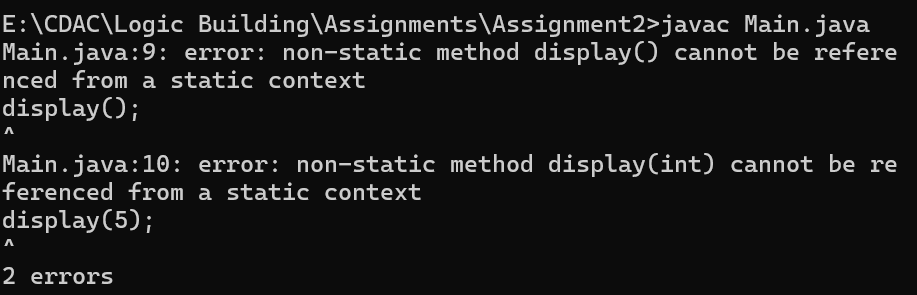 E:\CDAC\Logic Building\Assignments\Assignment2>javac Main.java
Main.java:9: error: non-static method display() cannot be refere
nced from a static context
display();
^
Main.java:10: error: non-static method display(int) cannot be re
ferenced from a static context
display(5);
^
2 errors